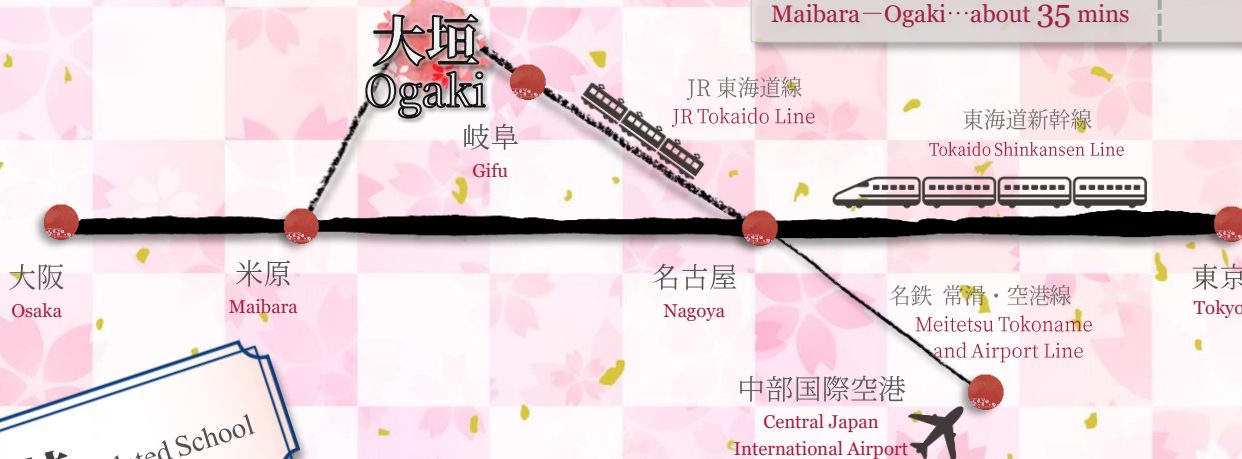 Maibara－Ogaki…about 35 mins
大垣
Ogaki
岐阜
Gifu
JR 東海道線
JR Tokaido Line
東海道新幹線
Tokaido Shinkansen Line
大阪
Osaka
米原
Maibara
名古屋
Nagoya
東京
Tokyo
名鉄 常滑・空港線
Meitetsu Tokoname
and Airport Line
中部国際空港
Central Japan
International Airport
School